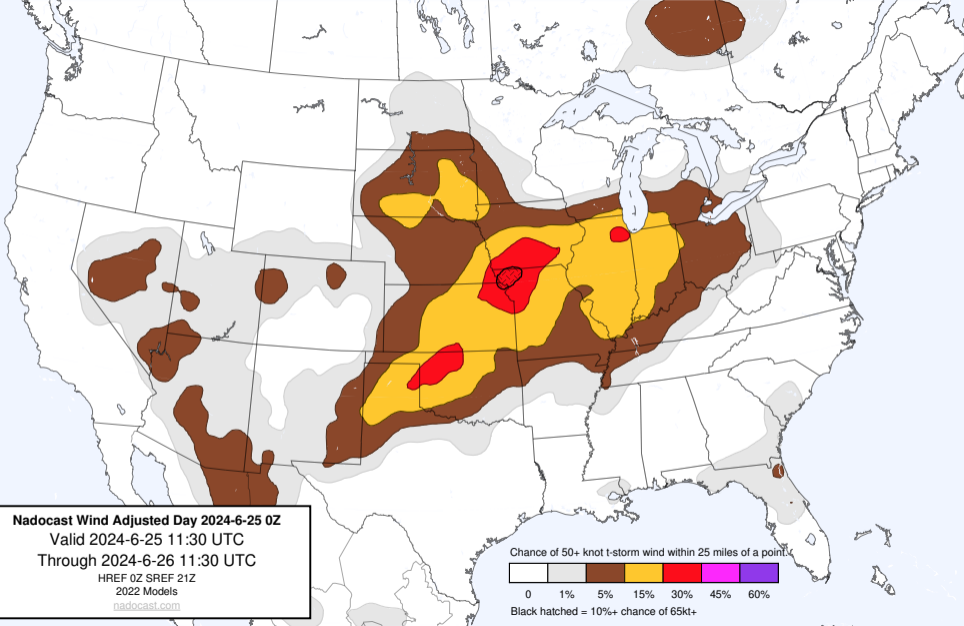 Nadocast Wind Adjusted Day 2024-6-25 0Z
Valid 2024-6-25 11:30 UTC
Through 2024-6-26 11:30 UTC
HREF 0Z SREF 21Z
2022 Models
nadocast.com
Chance of 50+ knot t-storm wind within 25 miles of a point.
0 1% 5% 15% 30% 45% 60%
Black hatched = 10%+ chance of 65kt+